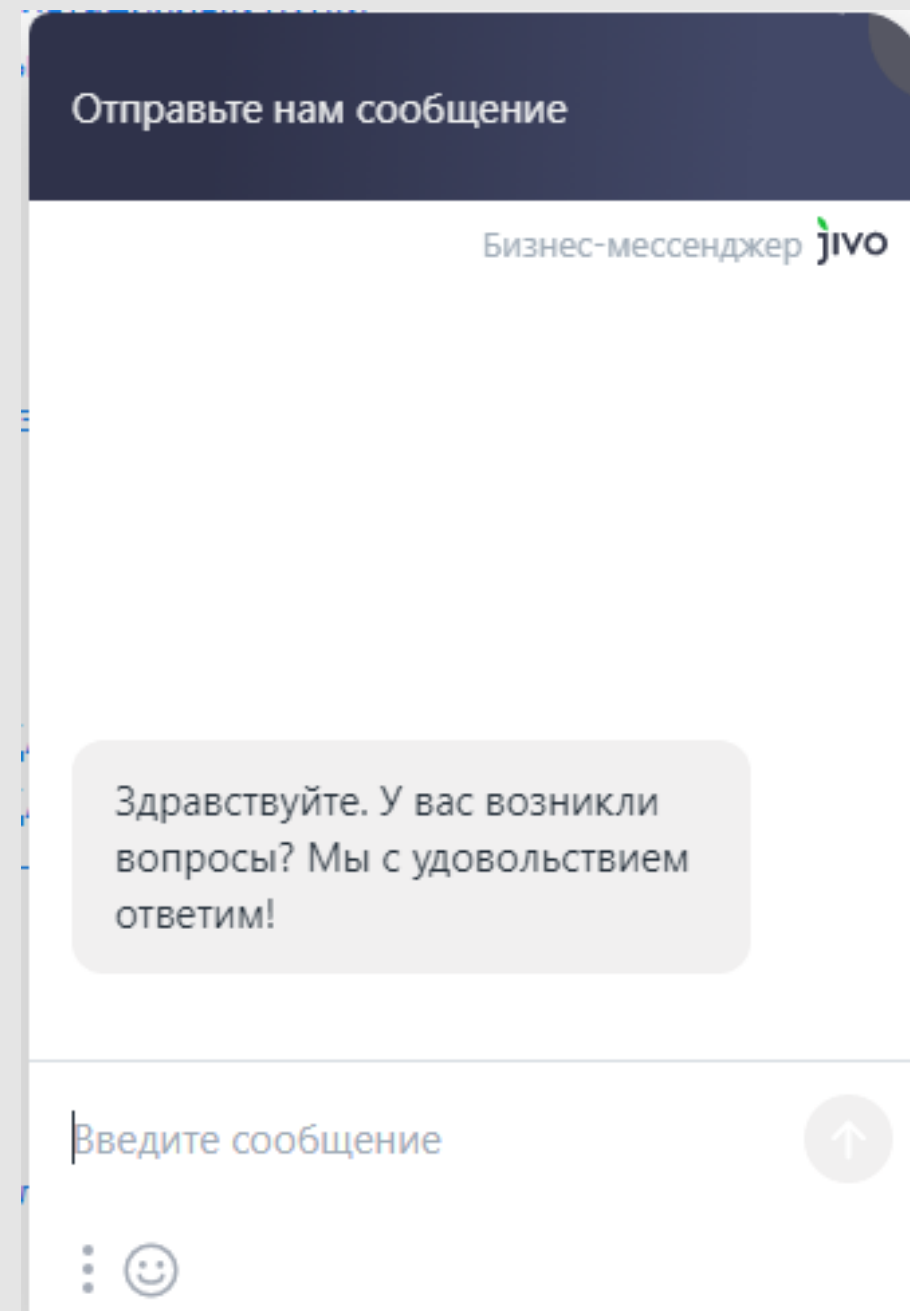 Отправьте нам сообщение
Бизнес-мессенджер jivo
Здравствуйте. У вас возникли
вопросы? Мы с удовольствием
ответим!
Введите сообщение